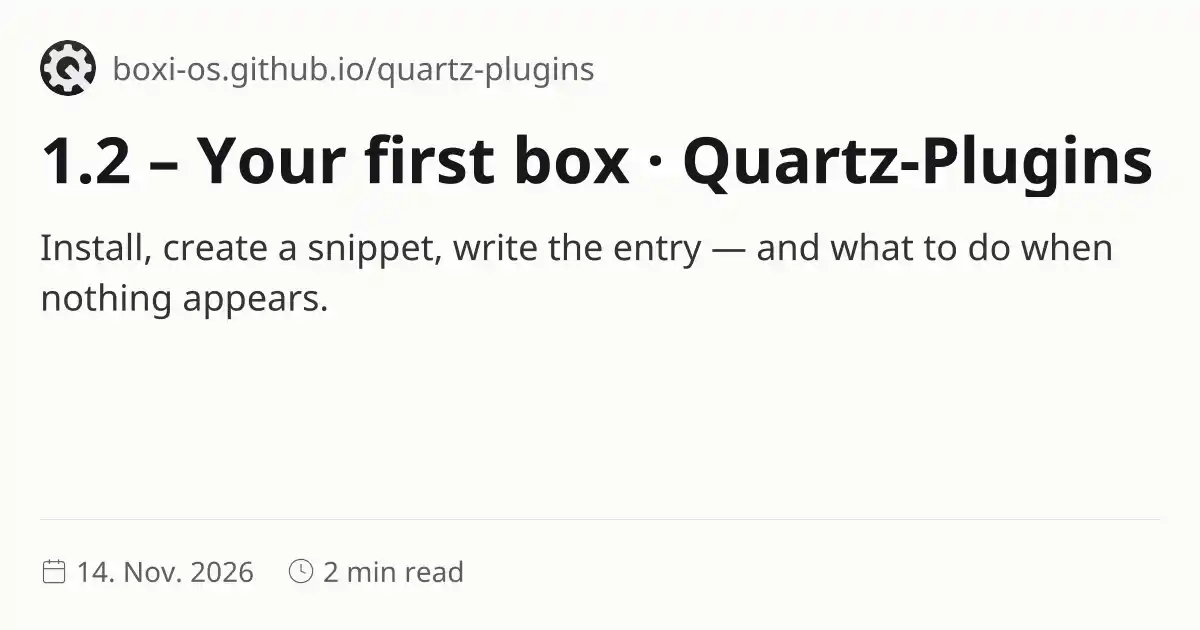 boxi-os.github.io/quartz-plugins
1.2 – Your first box · Quartz-Plugins
Install, create a snippet, write the entry — and what to do when
nothing appears.
14. Nov. 2026 2 min read